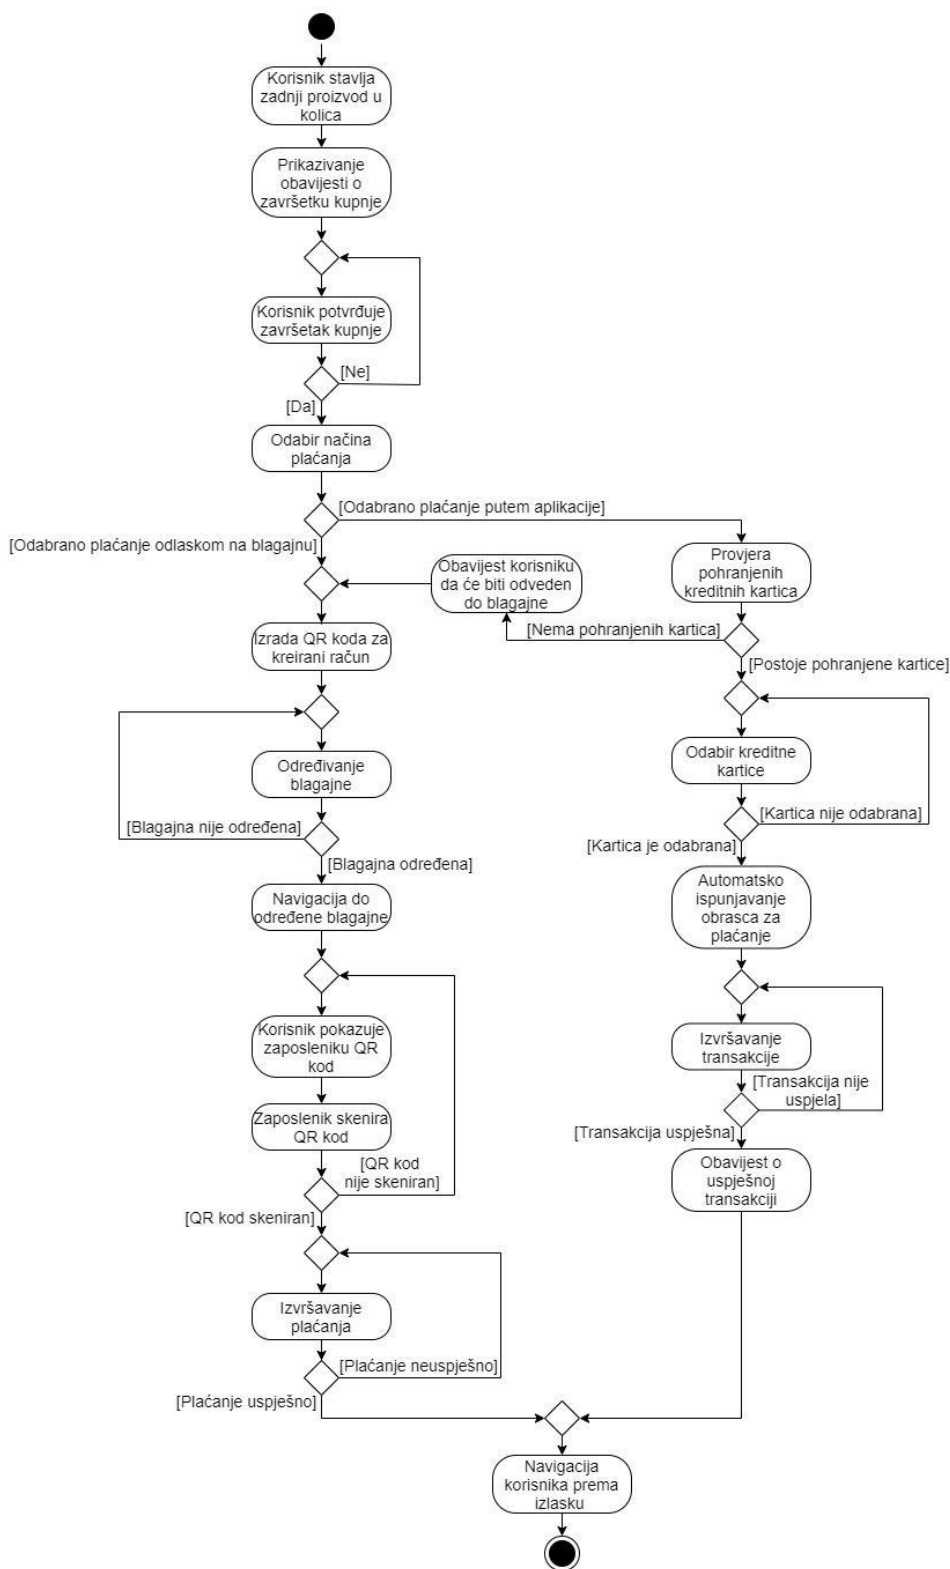 Korisnik stavlja
zadnji proizvod u
kolica
Prikazivanje
obavijesti o
završetku kupnje
Korisnik potvrđuje
završetak kupnje
[Ne]
[Da]
Odabir načina
plaćanja
[Odabrano plaćanje putem aplikacije]
[Odabrano plaćanje odlaskom na blagajnu]
Provjera
pohranjenih
kreditnih kartica
Obavijest korisniku
da će biti odveden
do blagajne
[Nema pohranjenih kartica]
[Postoje pohranjene kartice]
Izrada QR koda za
kreirani račun
Odabir kreditne
kartice
Određivanje
blagajne
[Kartica nije odabrana]
[Kartica je odabrana]
[Blagajna nije određena]
[Blagajna određena]
Automatsko
ispunjavanje
obrasca za
plaćanje
Navigacija do
određene blagajne
Korisnik pokazuje
zaposleniku QR
kod
Izvršavanje
transakcije
[Transakcija nije
uspjela]
[Transakcija uspješna]
Zaposlenik skenira
QR kod
[QR kod
nije skeniran]
[QR kod skeniran]
Obavijest o
uspješnoj
transakciji
Izvršavanje
plaćanja
[Plaćanje neuspješno]
[Plaćanje uspješno]
Navigacija
korisnika prema
izlasku